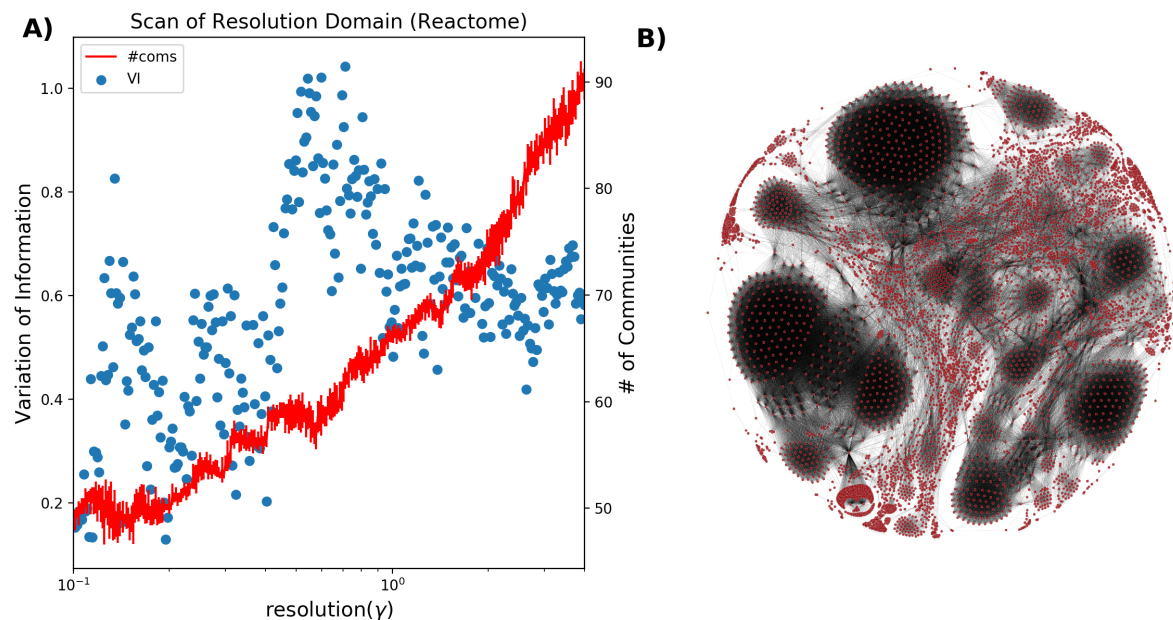 A)
Scan of Resolution Domain (Reactome)
B)
#coms
VI
Variation of Information
1.0
0.8
0.6
0.4
0.2
# of Communities
90
80
70
60
50
10⁻¹
10⁰
resolution(γ)